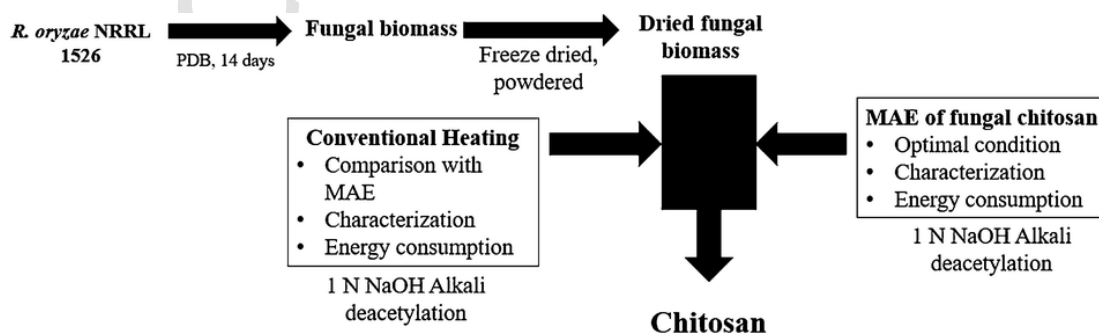 R. oryzae NRRL
1526
PDB, 14 days
Fungal biomass
Freeze dried,
powdered
Dried fungal
biomass
Conventional Heating
• Comparison with
MAE
• Characterization
• Energy consumption
1 N NaOH Alkali
deacetylation
MAE of fungal chitosan
• Optimal condition
• Characterization
• Energy consumption
1 N NaOH Alkali
deacetylation
Chitosan